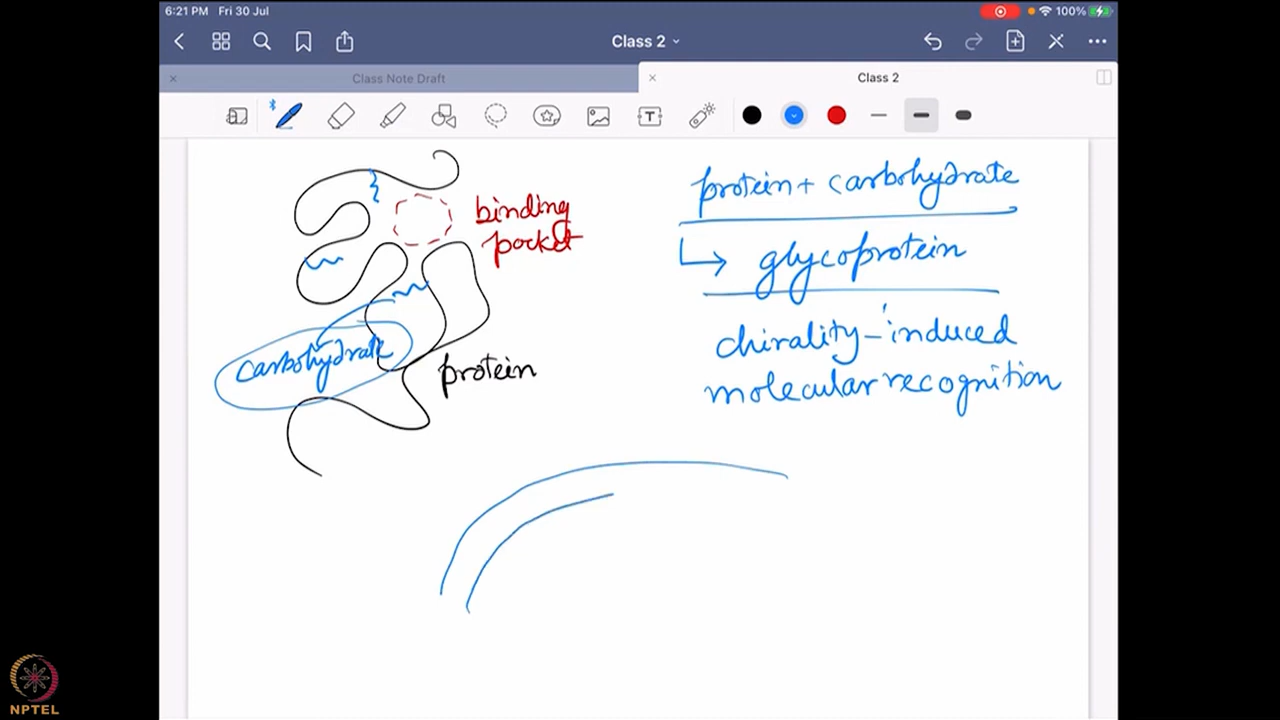 6:21 PM Fri 30 Jul
100%
Class 2
Class Note Draft
Class 2
T
binding
pocket
carbohydrate
protein
protein + carbohydrate
glycoprotein
chirality-induced
molecular recognition
NPTEL